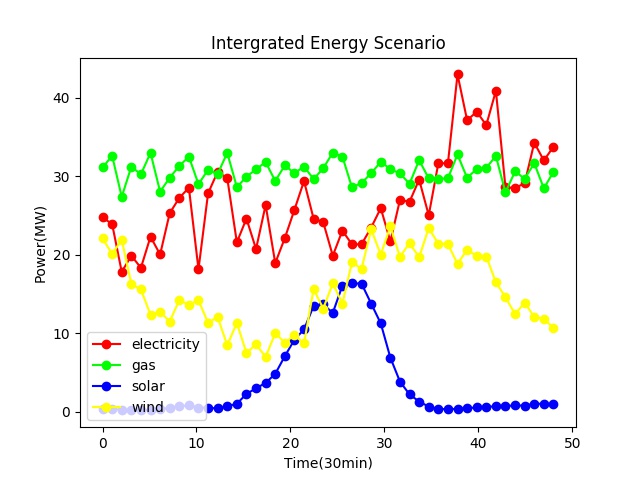 Intergrated Energy Scenario
Power(MW)
40
30
20
10
0
electricity
gas
solar
wind
0 10 20 30 40 50
Time(30min)